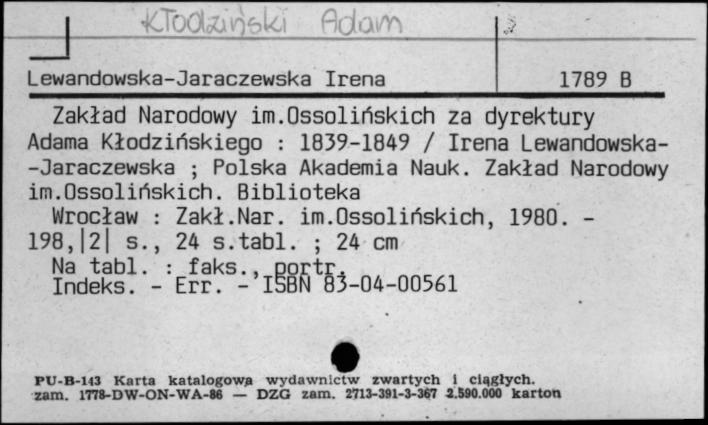 Kłodziński Adam
Lewandowska-Jaraczewska Irena 1789 B
Zakład Narodowy im.Ossolińskich za dyrektury
Adama Kłodzińskiego : 1839-1849 / Irena Lewandowska-
-Jaraczewska ; Polska Akademia Nauk. Zakład Narodowy
im.Ossolińskich. Biblioteka
Wrocław : Zakł.Nar. im.Ossolińskich, 1980. -
198,|2| s., 24 s.tabl. ; 24 cm
Na tabl. : faks., portr.
Indeks. - Err. - ISBN 83-04-00561
PU-B-143 Karta katalogowa wydawnictw zwartych i ciągłych.
zam. 1778-DW-ON-WA-86 — DZG zam. 2713-391-3-367 2.590.000 karton